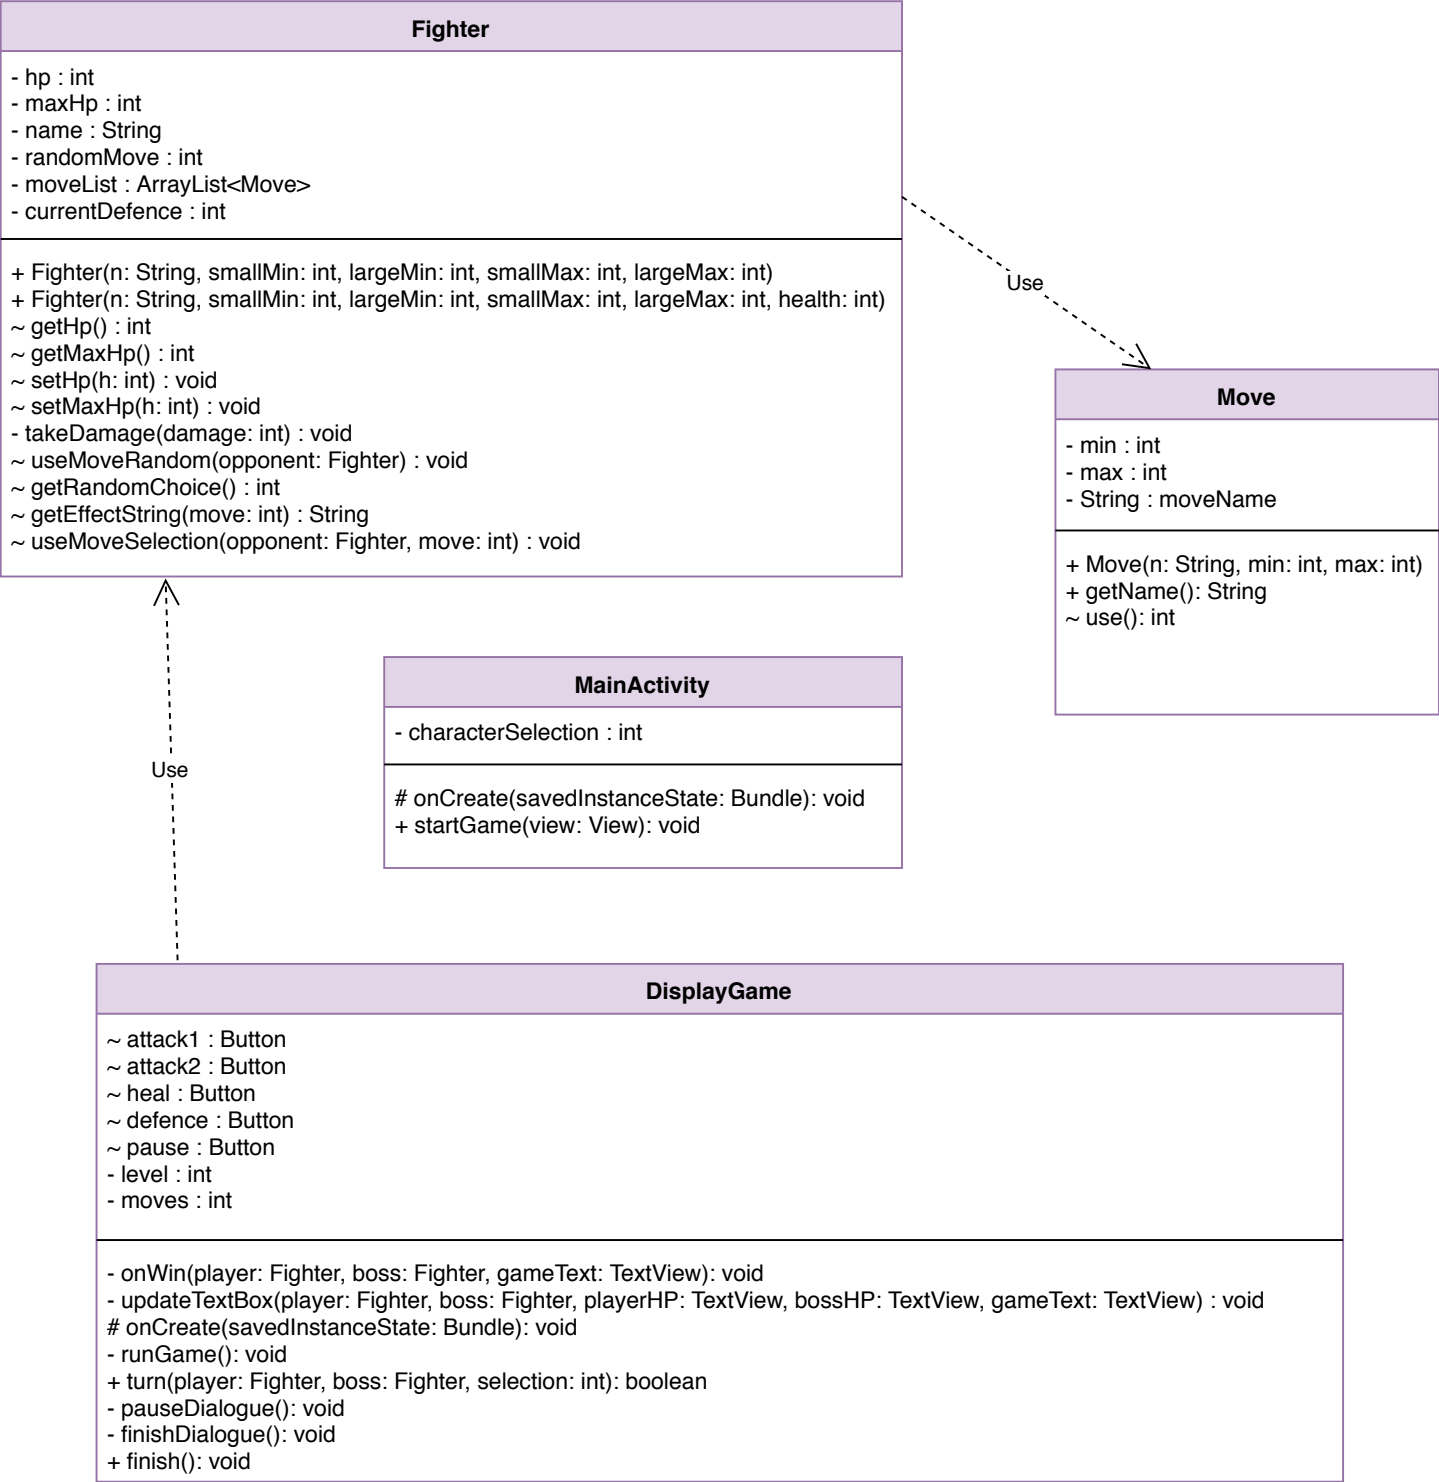 Fighter
- hp : int
- maxHp : int
- name : String
- randomMove : int
- moveList : ArrayList<Move>
- currentDefence : int
+ Fighter(n: String, smallMin: int, largeMin: int, smallMax: int, largeMax: int)
+ Fighter(n: String, smallMin: int, largeMin: int, smallMax: int, largeMax: int, health: int)
~ getHp() : int
~ getMaxHp() : int
~ setHp(h: int) : void
~ setMaxHp(h: int) : void
- takeDamage(damage: int) : void
~ useMoveRandom(opponent: Fighter) : void
~ getRandomChoice() : int
~ getEffectString(move: int) : String
~ useMoveSelection(opponent: Fighter, move: int) : void
Use
Move
- min : int
- max : int
- String : moveName
+ Move(n: String, min: int, max: int)
+ getName(): String
~ use(): int
MainActivity
- characterSelection : int
# onCreate(savedInstanceState: Bundle): void
+ startGame(view: View): void
Use
DisplayGame
~ attack1 : Button
~ attack2 : Button
~ heal : Button
~ defence : Button
~ pause : Button
- level : int
- moves : int
- onWin(player: Fighter, boss: Fighter, gameText: TextView): void
- updateTextBox(player: Fighter, boss: Fighter, playerHP: TextView, bossHP: TextView, gameText: TextView) : void
# onCreate(savedInstanceState: Bundle): void
- runGame(): void
+ turn(player: Fighter, boss: Fighter, selection: int): boolean
- pauseDialogue(): void
- finishDialogue(): void
+ finish(): void